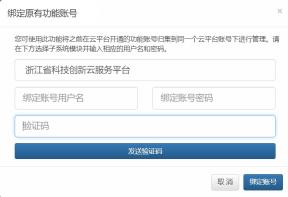 绑定原有功能账号
×
您可使用此功能将之前在云平台开通的功能账号归集到同一个云平台账号下进行管理。请
在下方选择子系统模块并输入相应的用户名和密码。
浙江省科技创新云服务平台
绑定账号用户名 绑定账号密码
验证码
发送验证码
取消 绑定账号